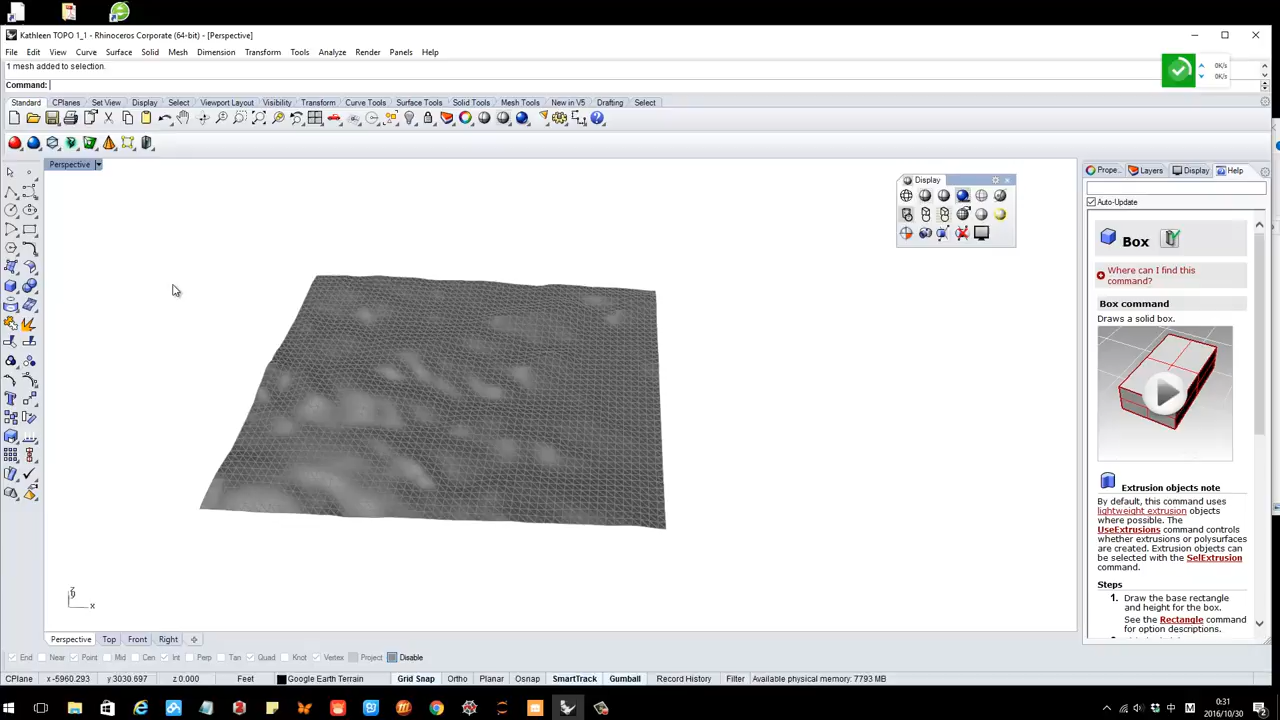 Kathleen TOPO 1_1 - Rhinoceros Corporate (64-bit) - [Perspective]
File Edit View Curve Surface Solid Mesh Dimension Transform Tools Analyze Render Panels Help
1 mesh added to selection.
0K/s
0K/s
Command:
Standard CPlanes Set View Display Select Viewport Layout Visibility Transform Curve Tools Surface Tools Solid Tools Mesh Tools New in V5 Drafting Select
Perspective
Display
Prope... Layers Display Help
Auto-Update
Box
Where can I find this
command?
Box command
Draws a solid box.
Extrusion objects note
By default, this command uses
lightweight extrusion objects
where possible. The
UseExtrusions command controls
whether extrusions or polysurfaces
are created. Extrusion objects can
be selected with the SelExtrusion
command.
Steps
1. Draw the base rectangle
and height for the box.
See the Rectangle command
for option descriptions.
x
Perspective Top Front Right
End Near Point Mid Cen Int Perp Tan Quad Knot Vertex Project Disable
CPlane x -5960.293 y 3030.697 z 0.000 Feet Google Earth Terrain Grid Snap Ortho Planar Osnap SmartTrack Gumball Record History Filter Available physical memory: 7793 MB
中
0:31
2016/10/30